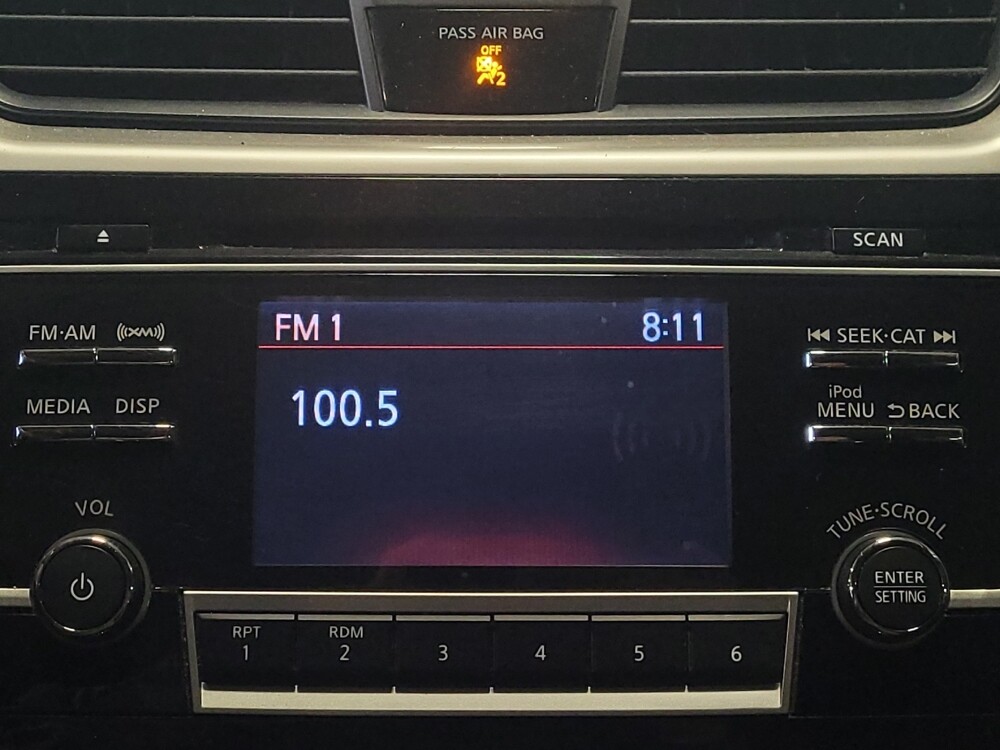 PASS AIR BAG
OFF
2
SCAN
FM·AM
XM
MEDIA
DISP
VOL
FM 1
8:11
100.5
SEEK·CAT
iPod
MENU
BACK
TUNE·SCROLL
ENTER
SETTING
RPT
1
RDM
2
3
4
5
6